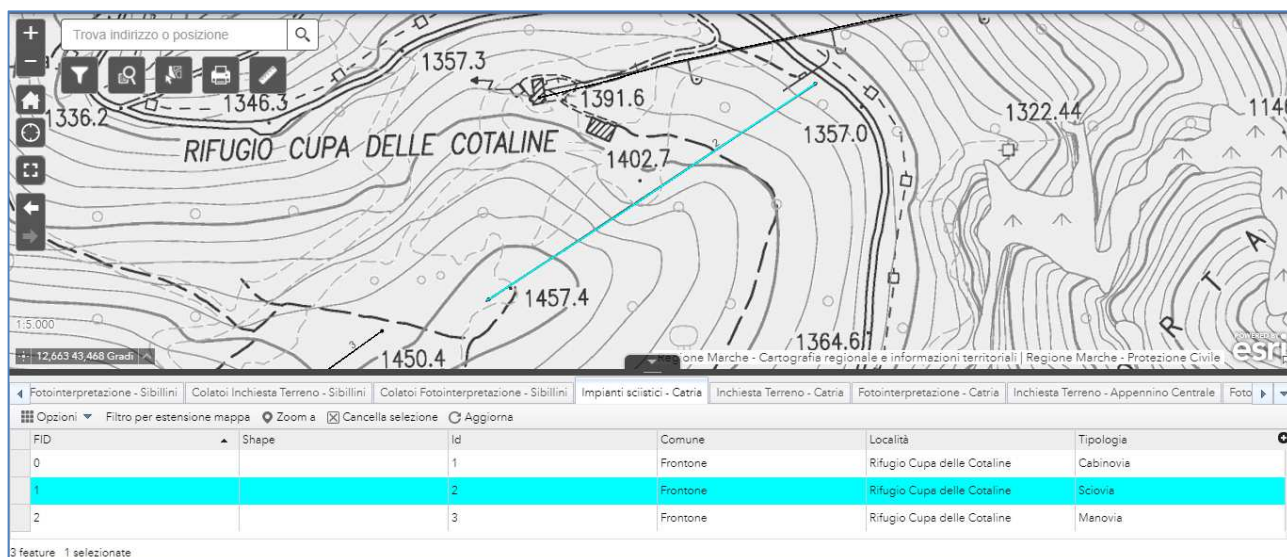 +
Trova indirizzo o posizione
−
1357.3
1346.3
1391.6
1336.2
1322.44
1357.0
RIFUGIO CUPA DELLE COTALINE
1402.7
2
T A
R
1457.4
1:5.000
3
1364.6
1450.4
12,663 43,468 Gradi
Regione Marche - Cartografia regionale e informazioni territoriali | Regione Marche - Protezione Civile
POWERED BY
esri
Fotointerpretazione - Sibillini Colatoi Inchiesta Terreno - Sibillini Colatoi Fotointerpretazione - Sibillini Impianti sciistici - Catria Inchiesta Terreno - Catria Fotointerpretazione - Catria Inchiesta Terreno - Appennino Centrale Foto
Opzioni Filtro per estensione mappa Zoom a Cancella selezione Aggiorna
FID Shape Id Comune Località Tipologia
0 1 Frontone Rifugio Cupa delle Cotaline Cabinovia
1 2 Frontone Rifugio Cupa delle Cotaline Sciovia
2 3 Frontone Rifugio Cupa delle Cotaline Manovia
3 feature 1 selezionate